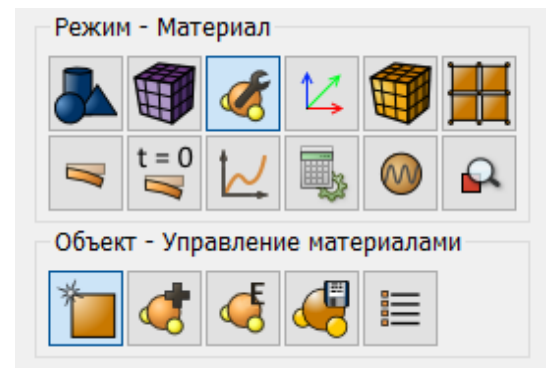 Режим - Материал
t = 0
Объект - Управление материалами
E